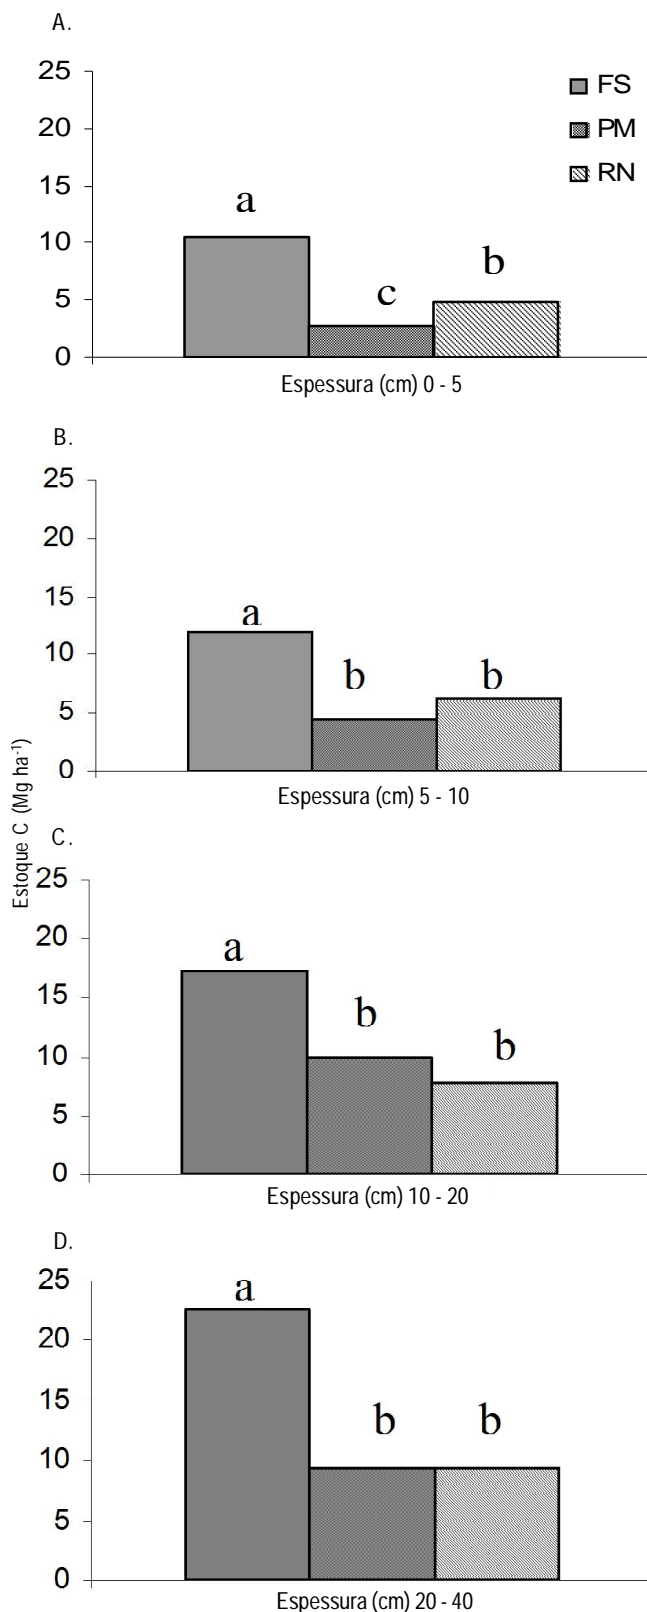 A.
25
20
15
10
5
0
FS
PM
RN
a
c
b
Espessura (cm) 0 - 5
B.
25
20
15
10
5
0
a
b
b
Espessura (cm) 5 - 10
Estoque C (Mg ha⁻¹)
C.
25
20
15
10
5
0
a
b
b
Espessura (cm) 10 - 20
D.
25
20
15
10
5
0
a
b
b
Espessura (cm) 20 - 40